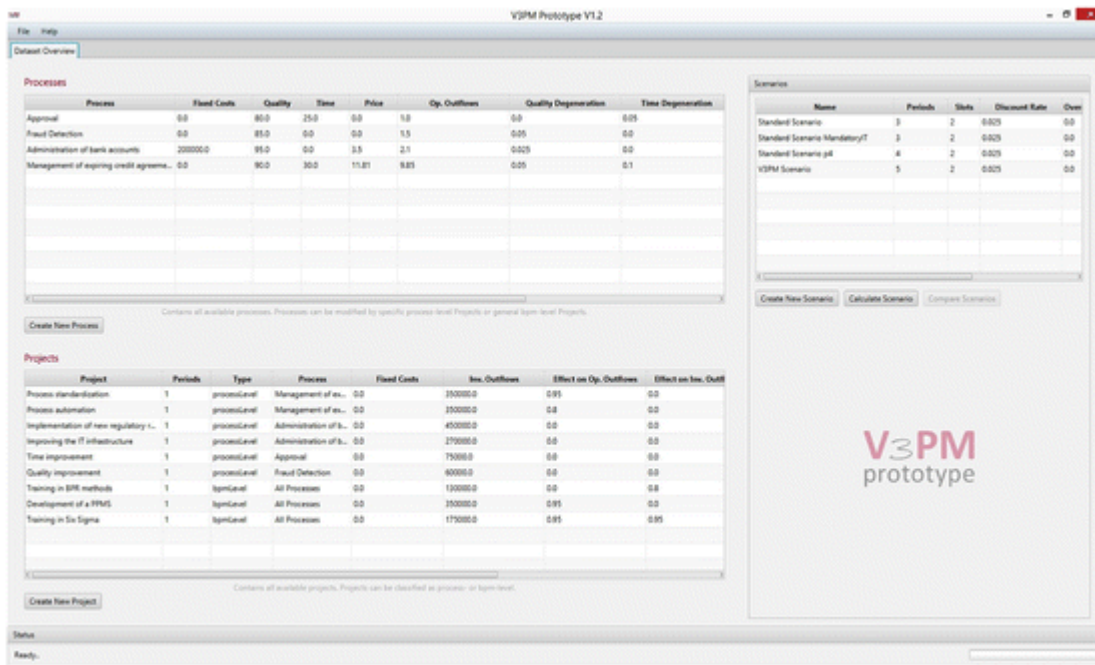 V3PM Prototype V1.2
File Help
Dataset Overview
Processes
Process Fixed Costs Quality Time Price Op. Outflows Quality Degeneration Time Degeneration
Approval 0.0 80.0 25.0 0.0 1.0 0.0 0.05
Fraud Detection 0.0 85.0 0.0 0.0 1.5 0.05 0.0
Administration of bank accounts 200000.0 95.0 0.0 3.5 2.1 0.025 0.0
Management of expiring credit agreeme... 0.0 90.0 30.0 11.81 9.85 0.05 0.1
Contains all available processes. Processes can be modified by specific process-level Projects or general bpm-level Projects.
Create New Process
Projects
Project Periods Type Process Fixed Costs Inv. Outflows Effect on Op. Outflows Effect on Inv. Outfl
Process standardization 1 processLevel Management of ex... 0.0 350000.0 0.95 0.0
Process automation 1 processLevel Management of ex... 0.0 350000.0 0.8 0.0
Implementation of new regulatory r... 1 processLevel Administration of b... 0.0 450000.0 0.0 0.0
Improving the IT infrastructure 1 processLevel Administration of b... 0.0 270000.0 0.0 0.0
Time improvement 1 processLevel Approval 0.0 75000.0 0.0 0.0
Quality improvement 1 processLevel Fraud Detection 0.0 60000.0 0.0 0.0
Training in BPR methods 1 bpmLevel All Processes 0.0 130000.0 0.0 0.8
Development of a PPMS 1 bpmLevel All Processes 0.0 350000.0 0.95 0.0
Training in Six Sigma 1 bpmLevel All Processes 0.0 175000.0 0.95 0.95
Contains all available projects. Projects can be classified as process- or bpm-level.
Create New Project
Scenarios
Name Periods Slots Discount Rate Over
Standard Scenario 3 2 0.025 0.0
Standard Scenario MandatoryIT 3 2 0.025 0.0
Standard Scenario p4 4 2 0.025 0.0
V3PM Scenario 5 2 0.025 0.0
Create New Scenario Calculate Scenario Compare Scenarios
V3PM
prototype
Status
Ready..